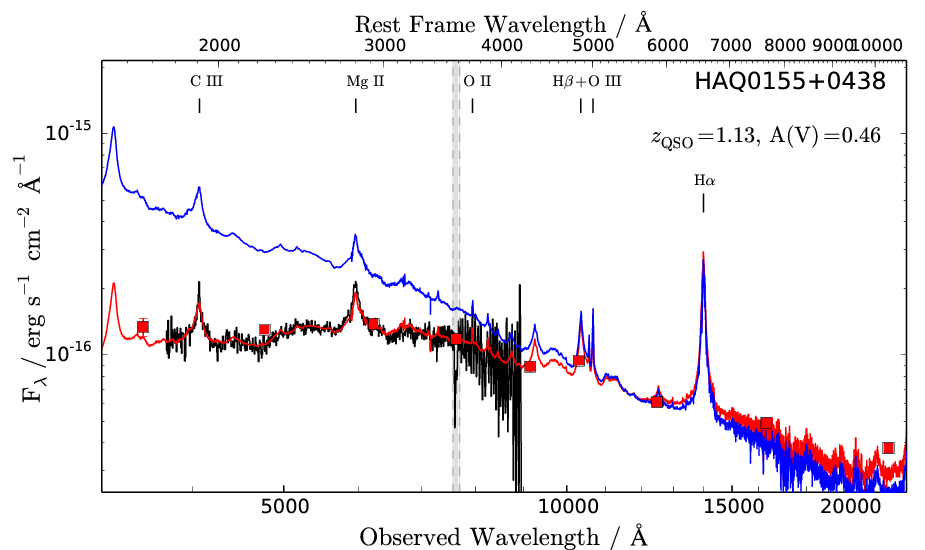 Rest Frame Wavelength / Å
2000 3000 4000 5000 6000 7000 8000 9000 10000
C III Mg II O II Hβ+O III HAQ0155+0438
z_QSO=1.13, A(V)=0.46
Hα
10⁻¹⁵
10⁻¹⁶
F_λ / erg s⁻¹ cm⁻² Å⁻¹
5000 10000 15000 20000
Observed Wavelength / Å